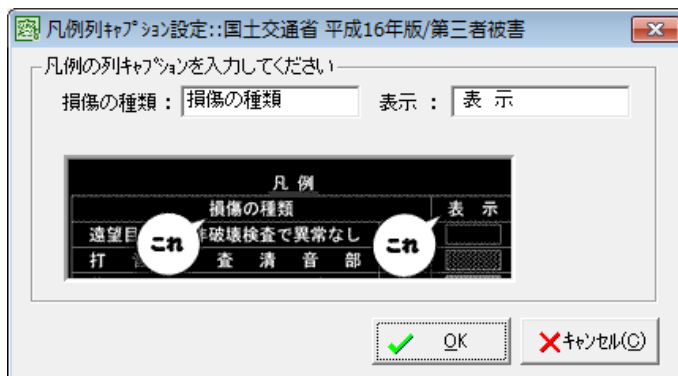 凡例列ｷｬﾌﾟｼｮﾝ設定::国土交通省 平成16年版/第三者被害
凡例の列ｷｬﾌﾟｼｮﾝを入力してください
損傷の種類： 損傷の種類 表示 ： 表 示
凡 例
損傷の種類 表 示
遠望目 破壊検査で異常なし
これ これ
打 査 清 音 部
OK キャンセル(C)